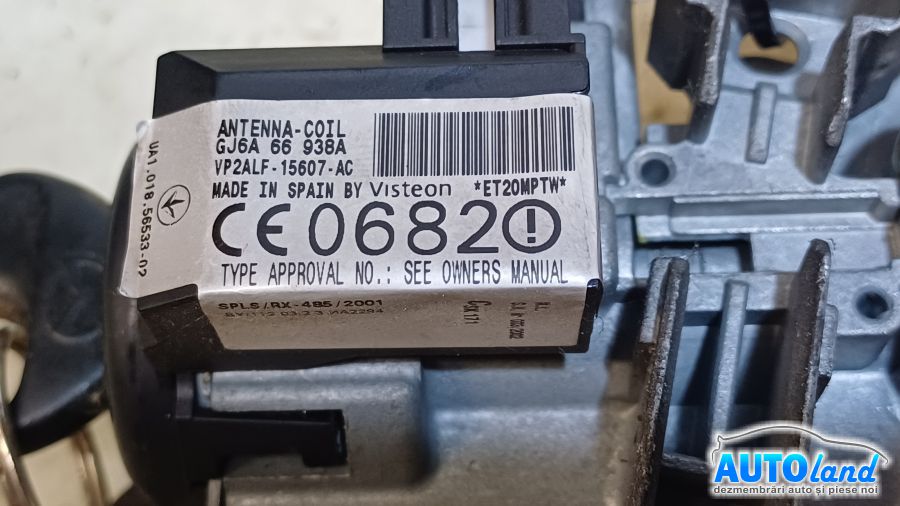 ANTENNA-COIL
GJ6A 66 938A
VP2ALF-15607-AC
MADE IN SPAIN BY Visteon *ET20MPTW*
CE0682
TYPE APPROVAL NO.: SEE OWNERS MANUAL
SPLS/RX-485/2001
UA1.018.56533-02
AUTOland
dezmembrări auto și piese noi